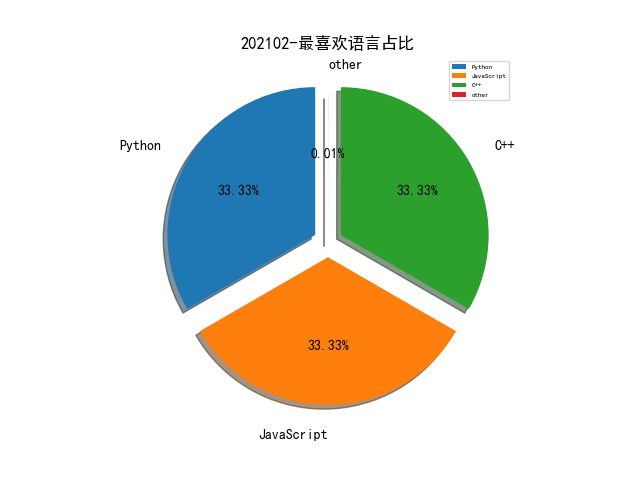 202102-最喜欢语言占比
other
Python
JavaScript
C++
other
Python
C++
0.01%
33.33%
33.33%
33.33%
JavaScript